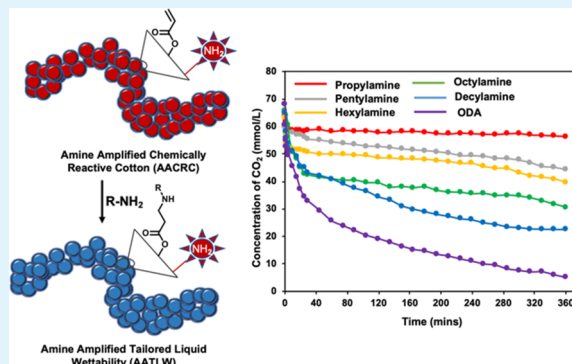 NH₂
Amine Amplified Chemically
Reactive Cotton (AACRC)
R-NH₂
R
NH
O
O
NH₂
Amine Amplified Tailored Liquid
Wettability (AATLW)
Concentration of CO₂ (mmol/L)
80
70
60
50
40
30
20
10
0
Propylamine
Pentylamine
Hexylamine
Octylamine
Decylamine
ODA
0 40 80 120 160 200 240 280 320 360
Time (mins)